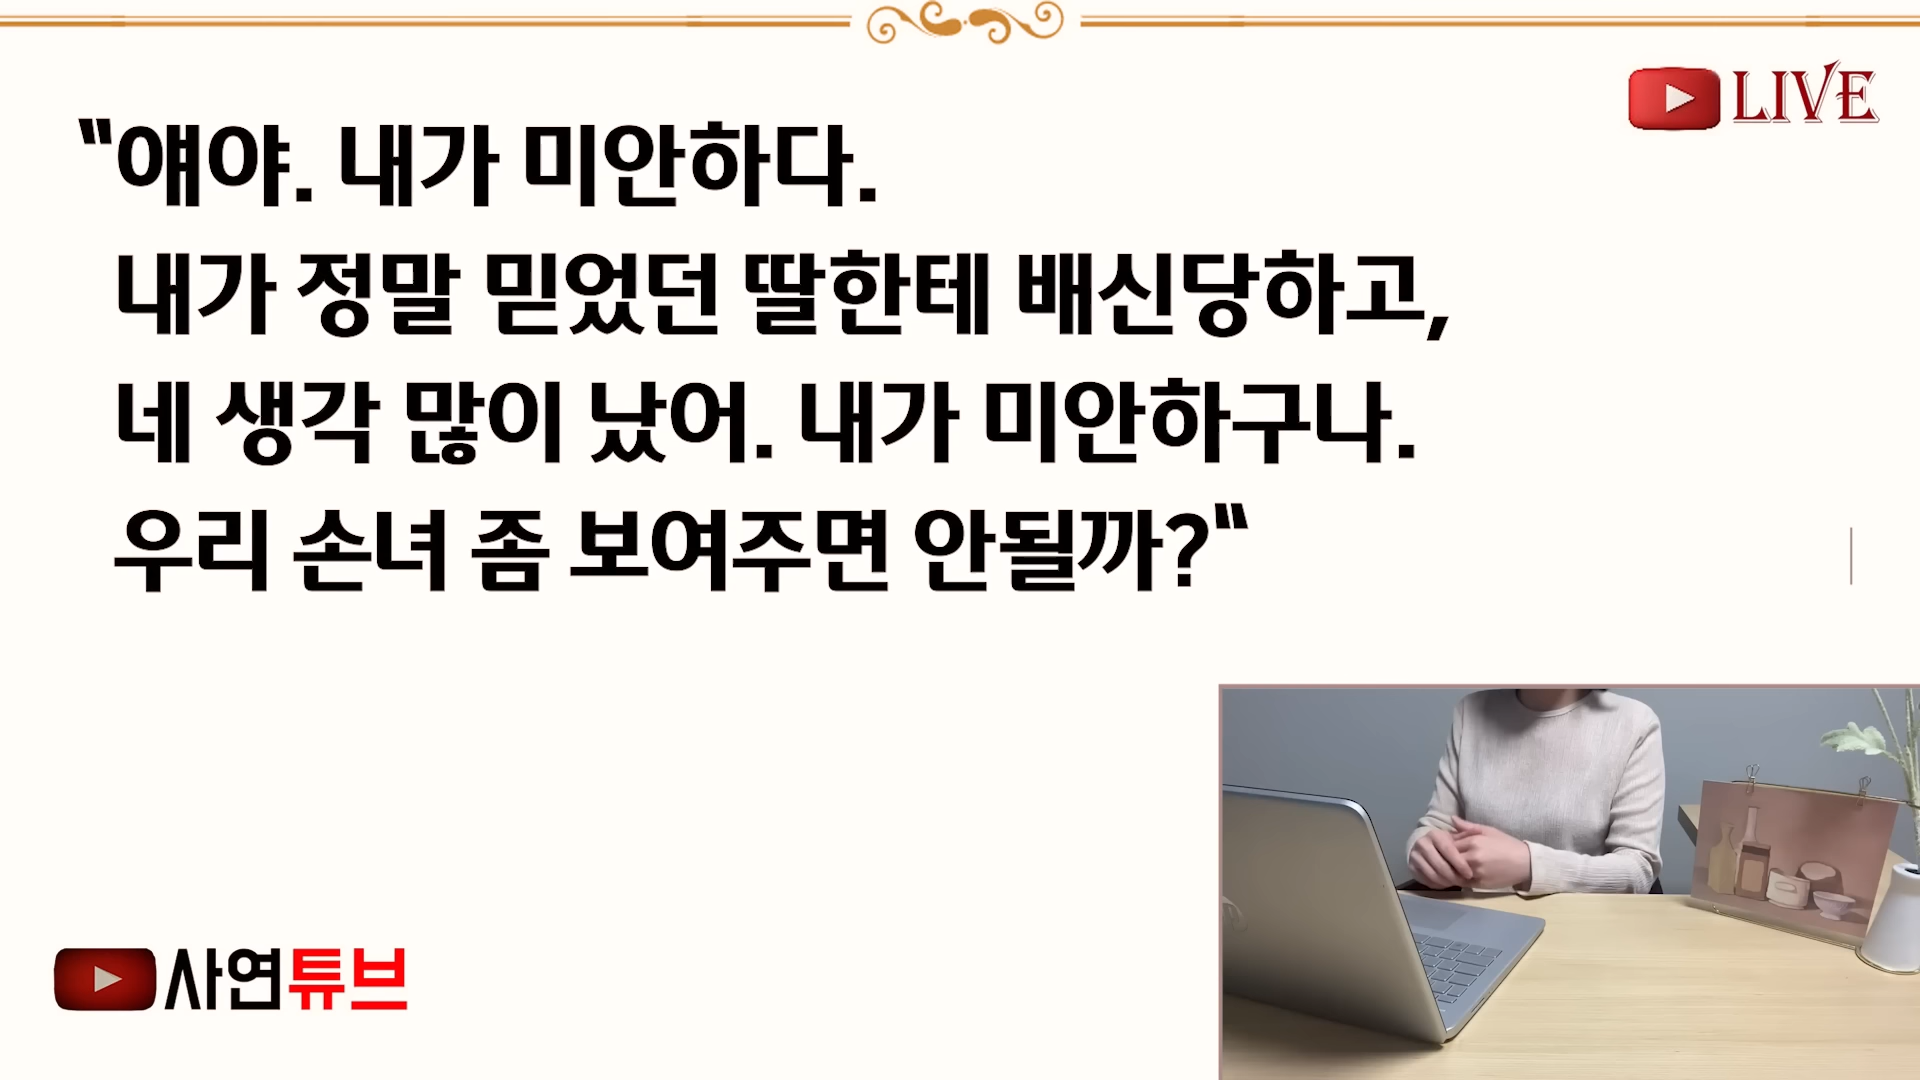 LIVE
"얘야. 내가 미안하다.
내가 정말 믿었던 딸한테 배신당하고,
네 생각 많이 났어. 내가 미안하구나.
우리 손녀 좀 보여주면 안될까?"
사연튜브